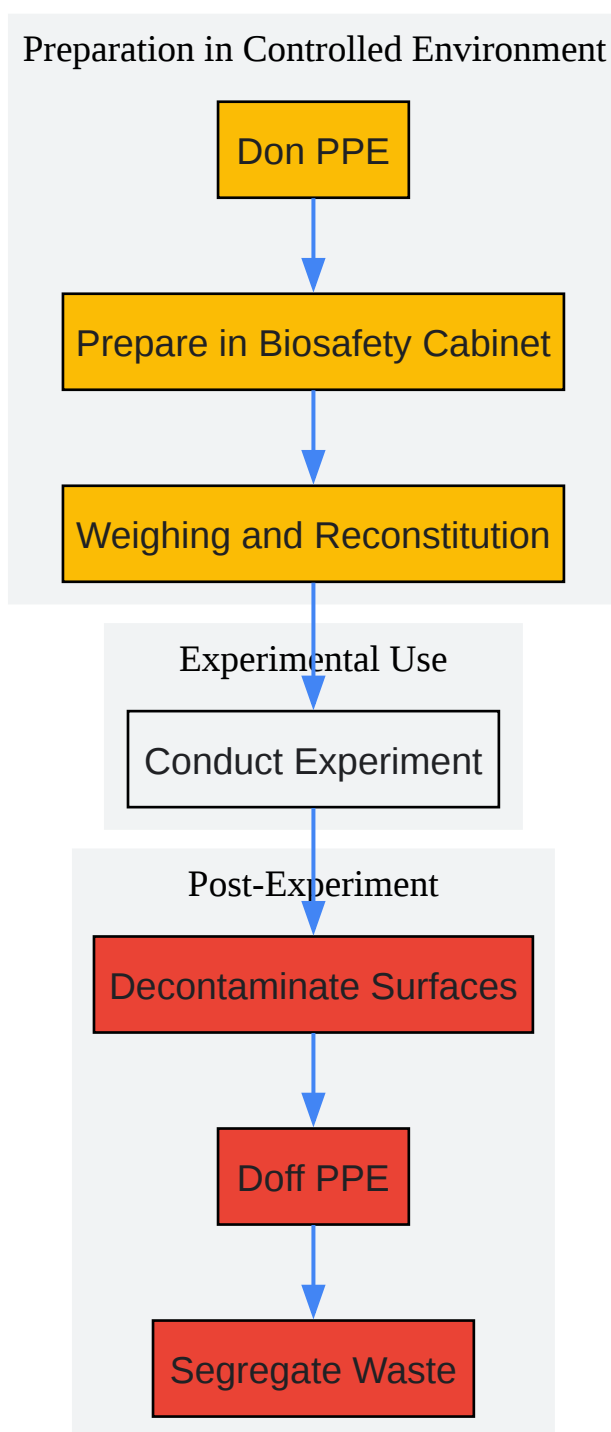 Preparation in Controlled Environment
Don PPE
Prepare in Biosafety Cabinet
Weighing and Reconstitution
Experimental Use
Conduct Experiment
Post-Experiment
Decontaminate Surfaces
Doff PPE
Segregate Waste